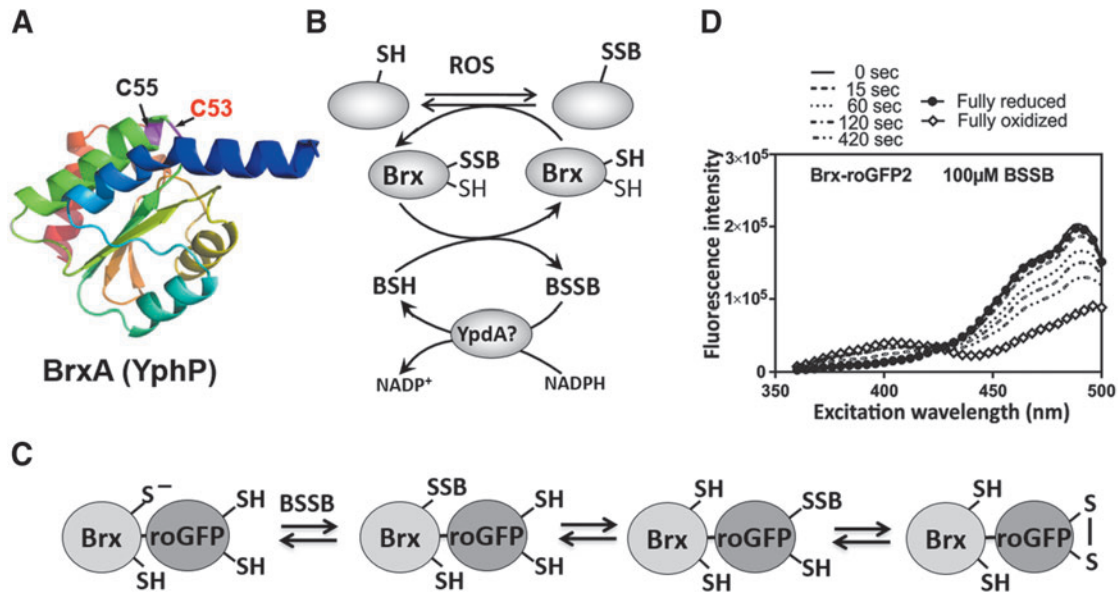 A
C55
C53
BrxA (YphP)
B
SH
ROS
SSB
Brx
SSB
SH
Brx
SH
SH
BSH
BSSB
YpdA?
NADP⁺
NADPH
D
0 sec
15 sec
60 sec
120 sec
420 sec
Fully reduced
Fully oxidized
Brx-roGFP2
100µM BSSB
Fluorescence intensity
3×10⁵
2×10⁵
1×10⁵
0
350
400
450
500
Excitation wavelength (nm)
C
S⁻
Brx
SH
roGFP
SH
SH
BSSB
SSB
Brx
SH
roGFP
SH
SH
SH
Brx
SH
roGFP
SSB
SH
SH
Brx
SH
roGFP
S
S